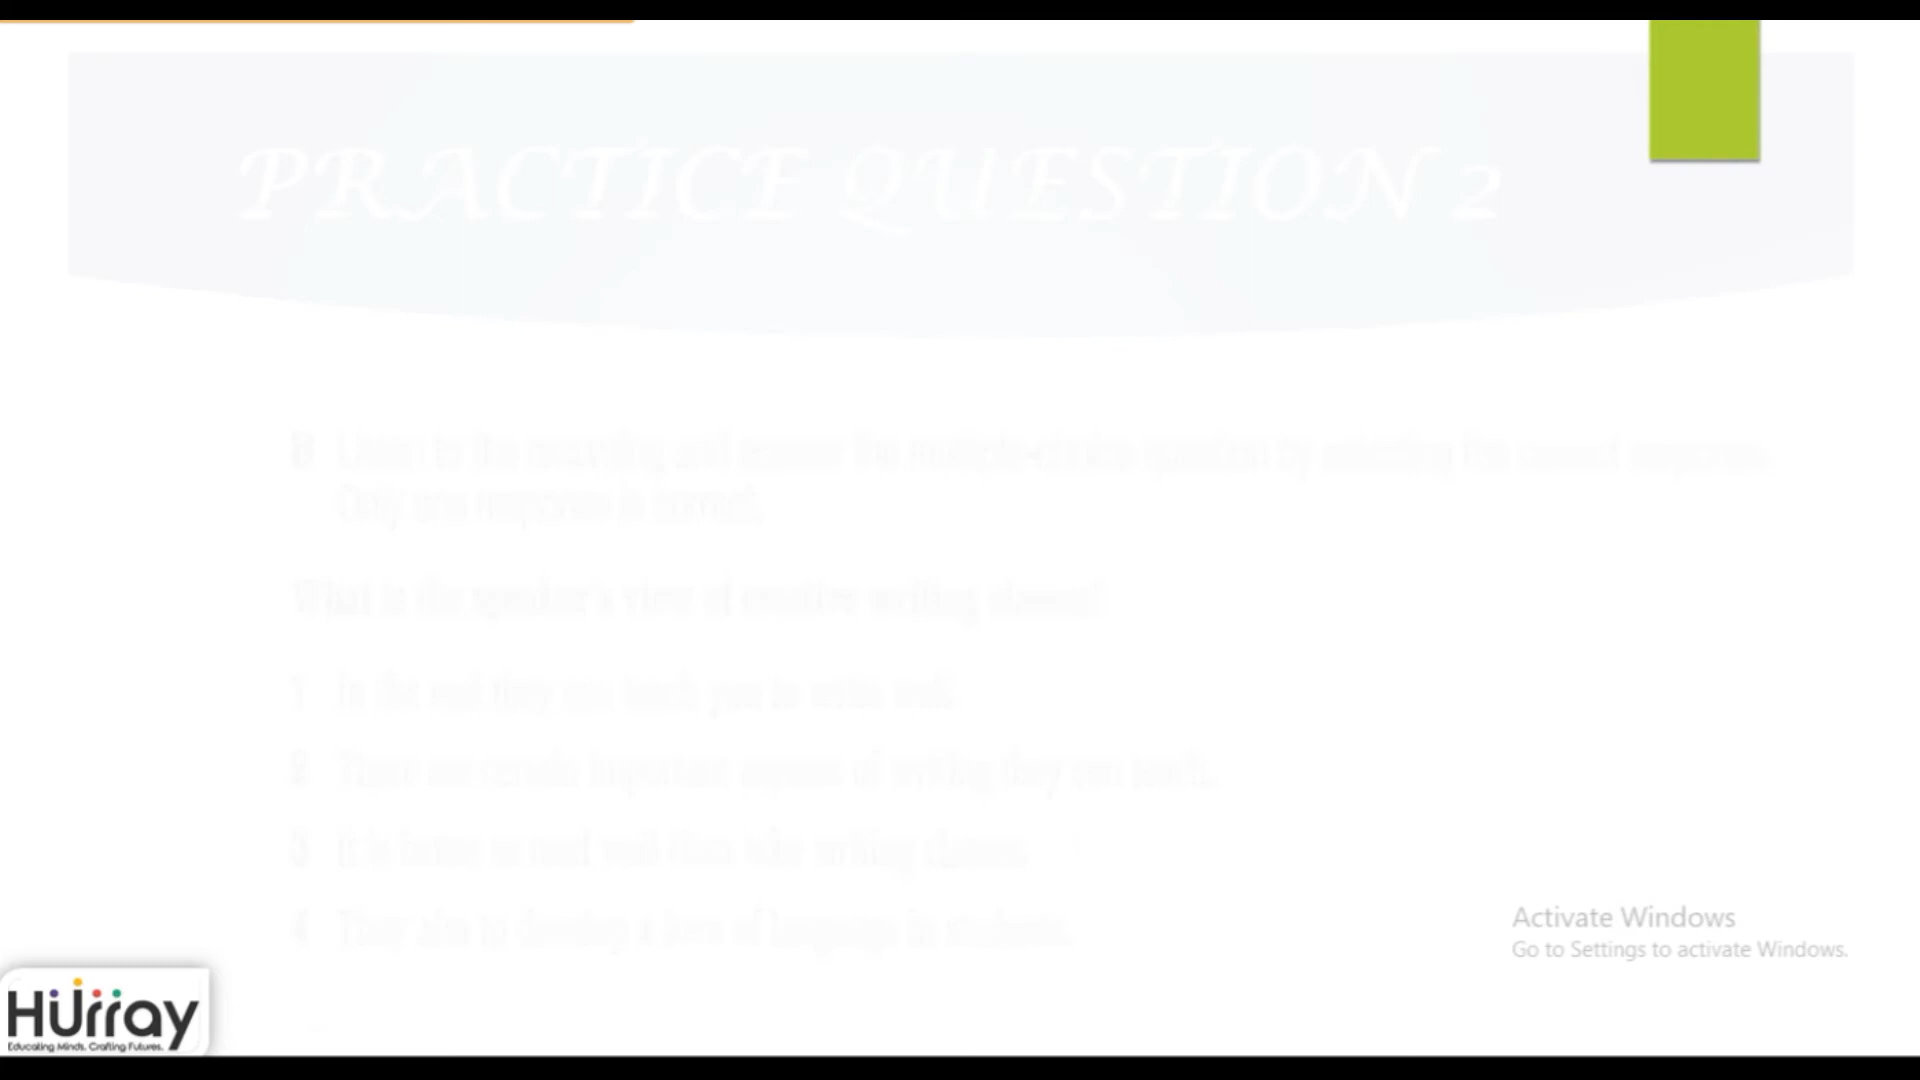 PRACTICE QUESTION 2
B Listen to the recording and answer the multiple-choice question by selecting the correct response.
Only one response is correct.
What is the speaker's view of creative writing classes?
1 In the end they can teach you to write well.
2 There are certain important aspects of writing they can teach.
3 It is better to read well than take writing classes.
4 They aim to develop a love of language in students.
Activate Windows
Go to Settings to activate Windows.
Hurray
Educating Minds. Crafting Futures.